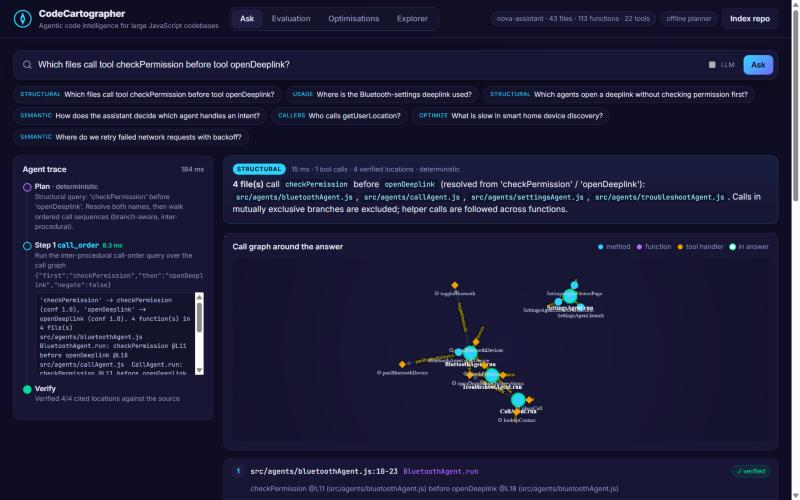 CodeCartographer
Agentic code intelligence for large JavaScript codebases
Ask Evaluation Optimisations Explorer
nova-assistant · 43 files · 113 functions · 22 tools
offline planner
Index repo
Which files call tool checkPermission before tool openDeeplink?
LLM
Ask
STRUCTURAL Which files call tool checkPermission before tool openDeeplink?
USAGE Where is the Bluetooth-settings deeplink used?
STRUCTURAL Which agents open a deeplink without checking permission first?
SEMANTIC How does the assistant decide which agent handles an intent?
CALLERS Who calls getUserLocation?
OPTIMIZE What is slow in smart home device discovery?
SEMANTIC Where do we retry failed network requests with backoff?
Agent trace 184 ms
Plan · deterministic
Structural query: 'checkPermission' before
'openDeeplink'. Resolve both names, then walk
ordered call sequences (branch-aware, inter-
procedural).
Step 1 call_order 8.3 ms
Run the interprocedural call-order query over the
call graph
{"first":"checkPermission","then":"openDeepl
ink","negate":false}
'checkPermission' → checkPermission
(conf 1.0), 'openDeeplink' →
openDeeplink (conf 1.0). 4 function(s) in
4 file(s)
src/agents/bluetoothAgent.js
BluetoothAgent.run: checkPermission @L11
before openDeeplink @L18
src/agents/callAgent.js CallAgent.run:
checkPermission @L11 before openDeeplink
Verify
Verified 4/4 cited locations against the source
STRUCTURAL 15 ms · 1 tool calls · 4 verified locations · deterministic
4 file(s) call checkPermission before openDeeplink (resolved from 'checkPermission' / 'openDeeplink'):
src/agents/bluetoothAgent.js , src/agents/callAgent.js , src/agents/settingsAgent.js , src/agents/troubleshootAgent.js . Calls in
mutually exclusive branches are excluded; helper calls are followed across functions.
Call graph around the answer
method function tool handler in answer
toggleBluetooth
SettingsAgent.run
SettingsAgent.launch
BluetoothAgent.run
pairBluetoothDevice
TroubleshootAgent.run
CallAgent.run
lookupContact
1 src/agents/bluetoothAgent.js:10-23 BluetoothAgent.run
✓ verified
checkPermission @L11 (src/agents/bluetoothAgent.js) before openDeeplink @L18 (src/agents/bluetoothAgent.js)